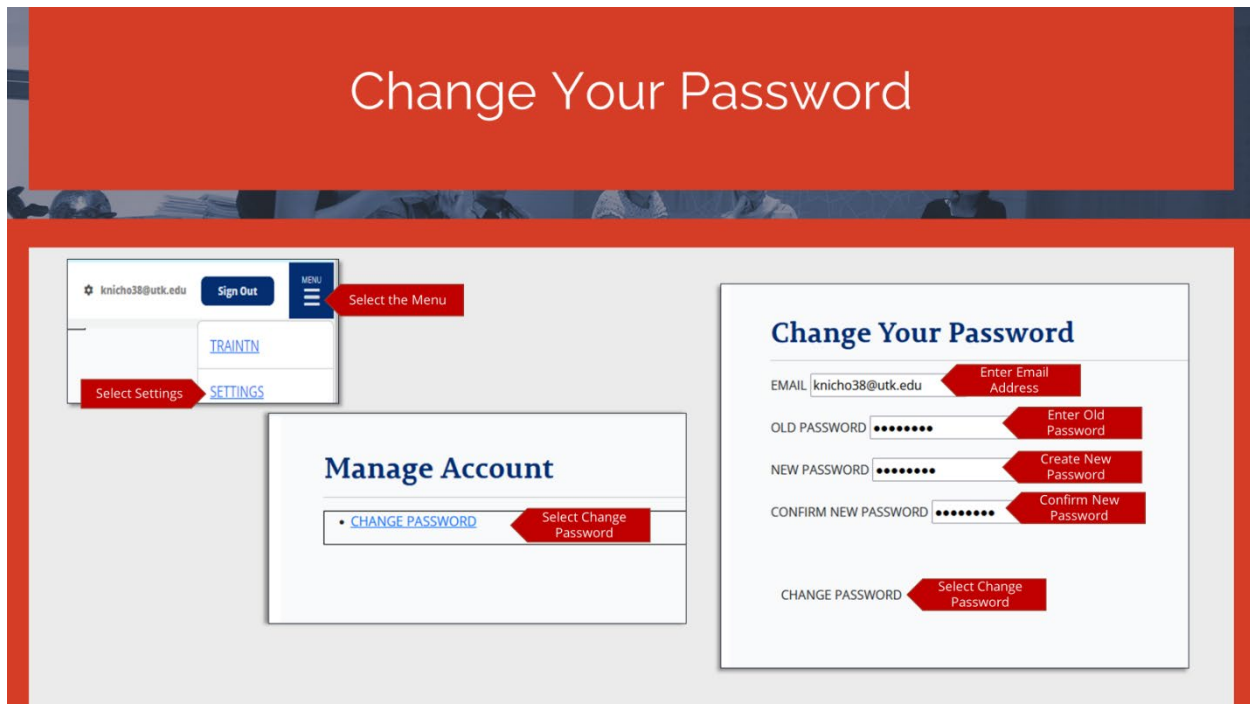 Change Your Password
knicho38@utk.edu
Sign Out
MENU
Select the Menu
TRAINTN
Select Settings
SETTINGS
Manage Account
• CHANGE PASSWORD
Select Change
Password
Change Your Password
EMAIL knicho38@utk.edu
Enter Email
Address
OLD PASSWORD ••••••••
Enter Old
Password
NEW PASSWORD ••••••••
Create New
Password
CONFIRM NEW PASSWORD ••••••••
Confirm New
Password
CHANGE PASSWORD
Select Change
Password